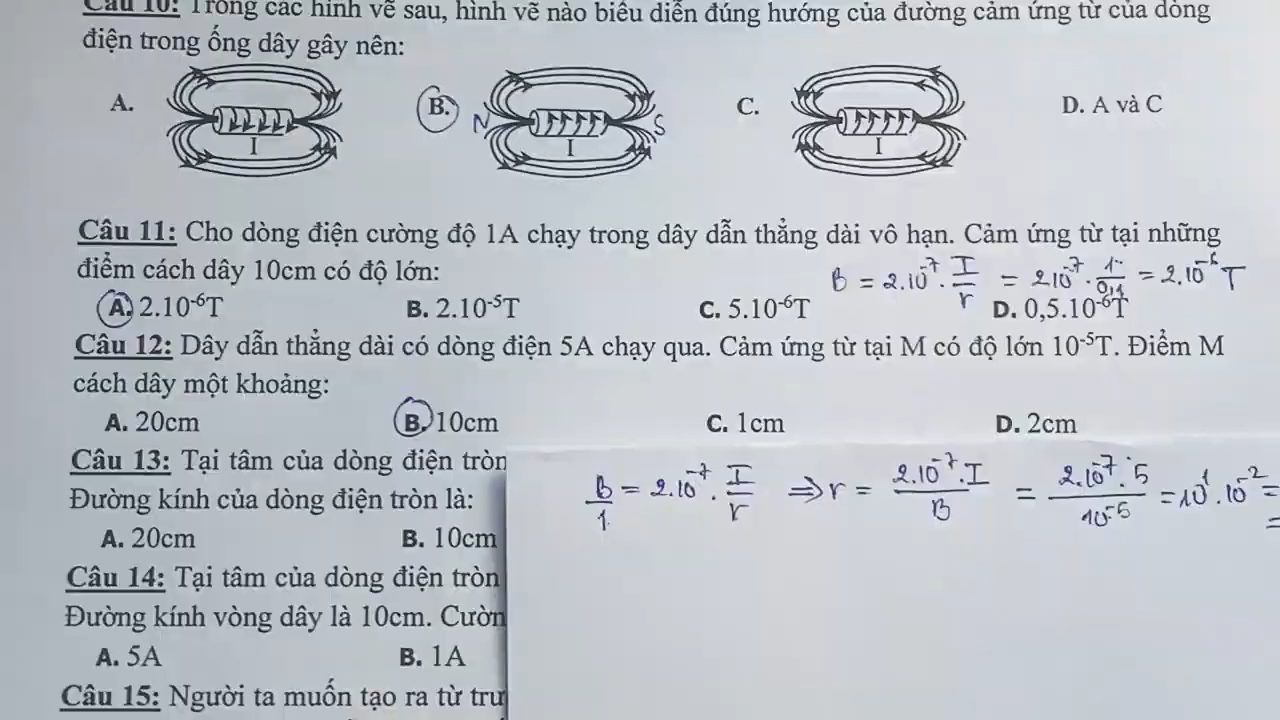 Câu 10: Trong các hình vẽ sau, hình vẽ nào biểu diễn đúng hướng của đường cảm ứng từ của dòng
điện trong ống dây gây nên:
A. I B. N I S C. I D. A và C
Câu 11: Cho dòng điện cường độ 1A chạy trong dây dẫn thẳng dài vô hạn. Cảm ứng từ tại những
điểm cách dây 10cm có độ lớn:
B = 2.10⁻⁷ . I/r = 2.10⁻⁷ . 1/0,1 = 2.10⁻⁶ T
A. 2.10⁻⁶T B. 2.10⁻⁵T C. 5.10⁻⁶T D. 0,5.10⁻⁶T
Câu 12: Dây dẫn thẳng dài có dòng điện 5A chạy qua. Cảm ứng từ tại M có độ lớn 10⁻⁵T. Điểm M
cách dây một khoảng:
A. 20cm B. 10cm C. 1cm D. 2cm
Câu 13: Tại tâm của dòng điện tròn
B/1 = 2.10⁻⁷ . I/r ⇒ r = 2.10⁻⁷.I/B = 2.10⁻⁷.5/10⁻⁵ = 10¹.10⁻² =
=
Đường kính của dòng điện tròn là:
A. 20cm B. 10cm
Câu 14: Tại tâm của dòng điện tròn
Đường kính vòng dây là 10cm. Cườn
A. 5A B. 1A
Câu 15: Người ta muốn tạo ra từ trư